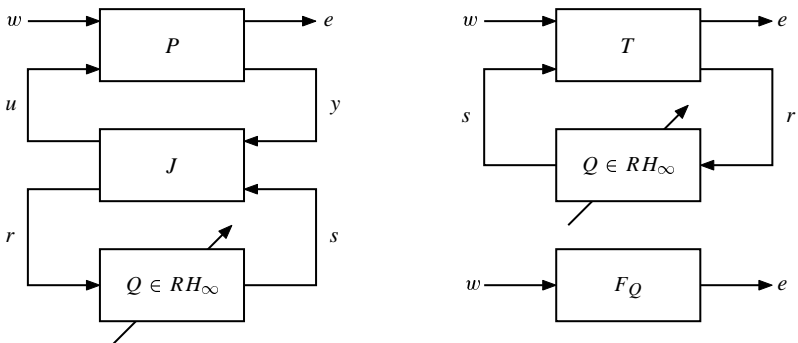 w P e
u y
J
r s
Q ∈ RH∞
w T e
s r
Q ∈ RH∞
w F_Q e